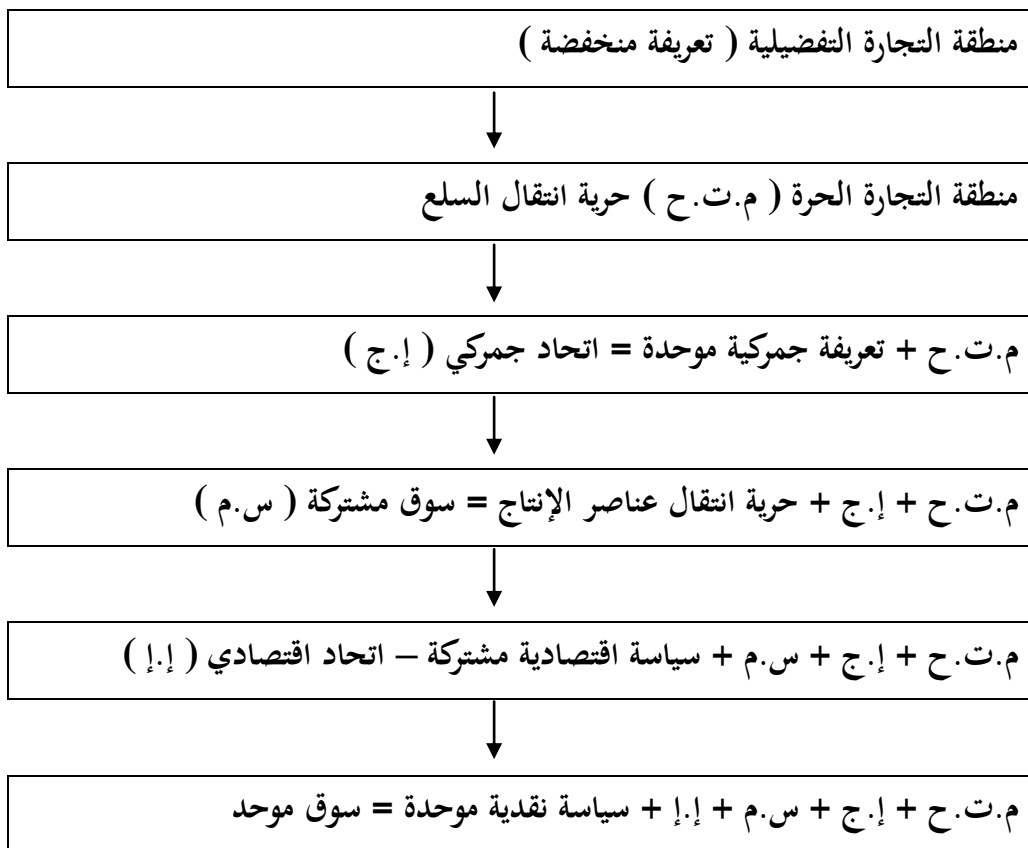 منطقة التجارة التفضيلية ( تعريفة منخفضة )
منطقة التجارة الحرة ( م.ت.ح ) حرية انتقال السلع
م.ت.ح + تعريفة جمركية موحدة = اتحاد جمركي ( إ.ج )
م.ت.ح + إ.ج + حرية انتقال عناصر الإنتاج = سوق مشتركة ( س.م )
م.ت.ح + إ.ج + س.م + سياسة اقتصادية مشتركة – اتحاد اقتصادي ( إ.إ )
م.ت.ح + إ.ج + س.م + إ.إ + سياسة نقدية موحدة = سوق موحد